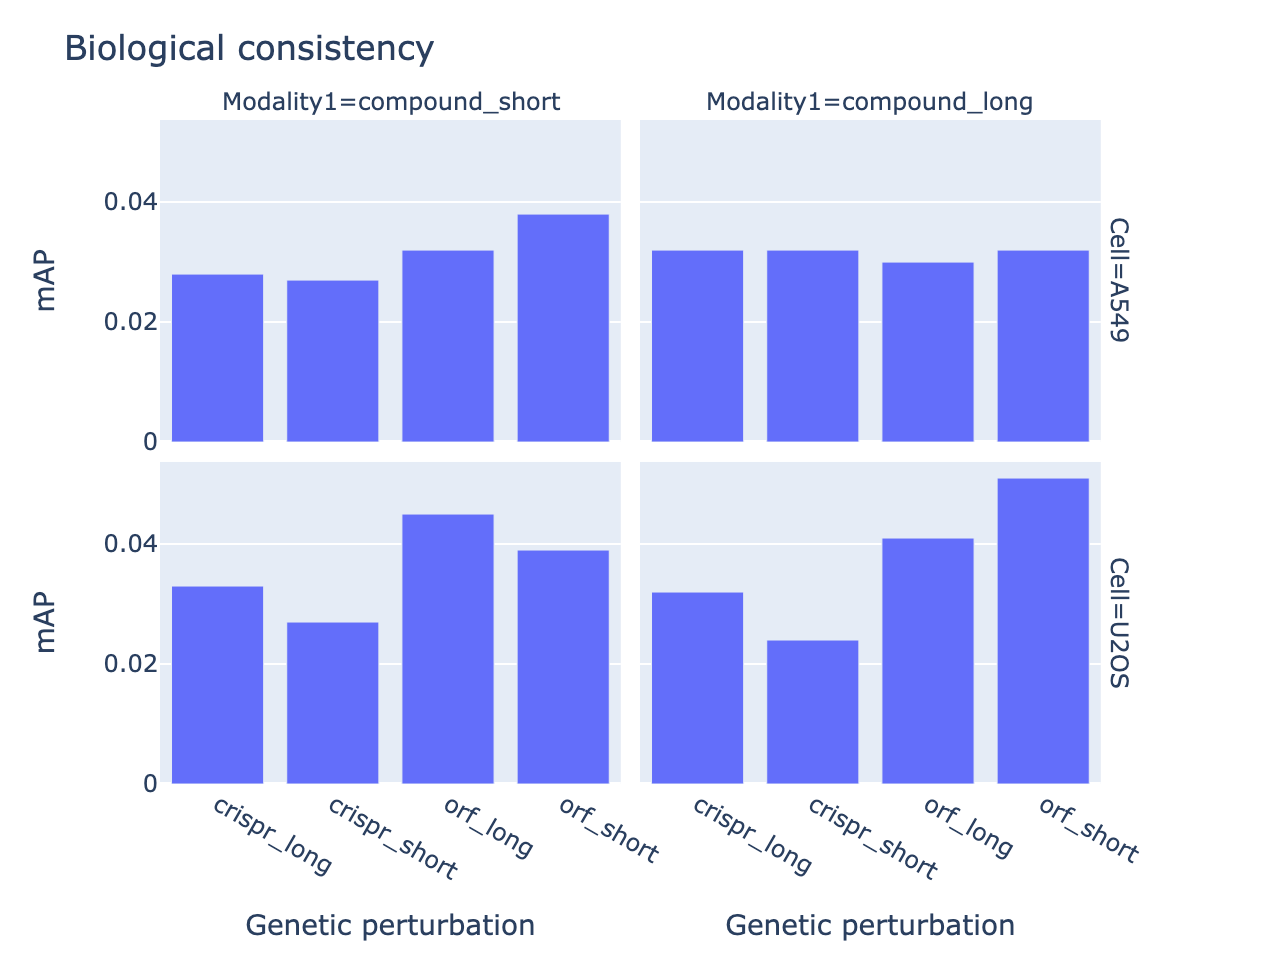 Biological consistency
Modality1=compound_short
Modality1=compound_long
0.04
0.02
0
mAP
Cell=A549
0.04
0.02
0
mAP
Cell=U2OS
crispr_long
crispr_short
orf_long
orf_short
crispr_long
crispr_short
orf_long
orf_short
Genetic perturbation
Genetic perturbation